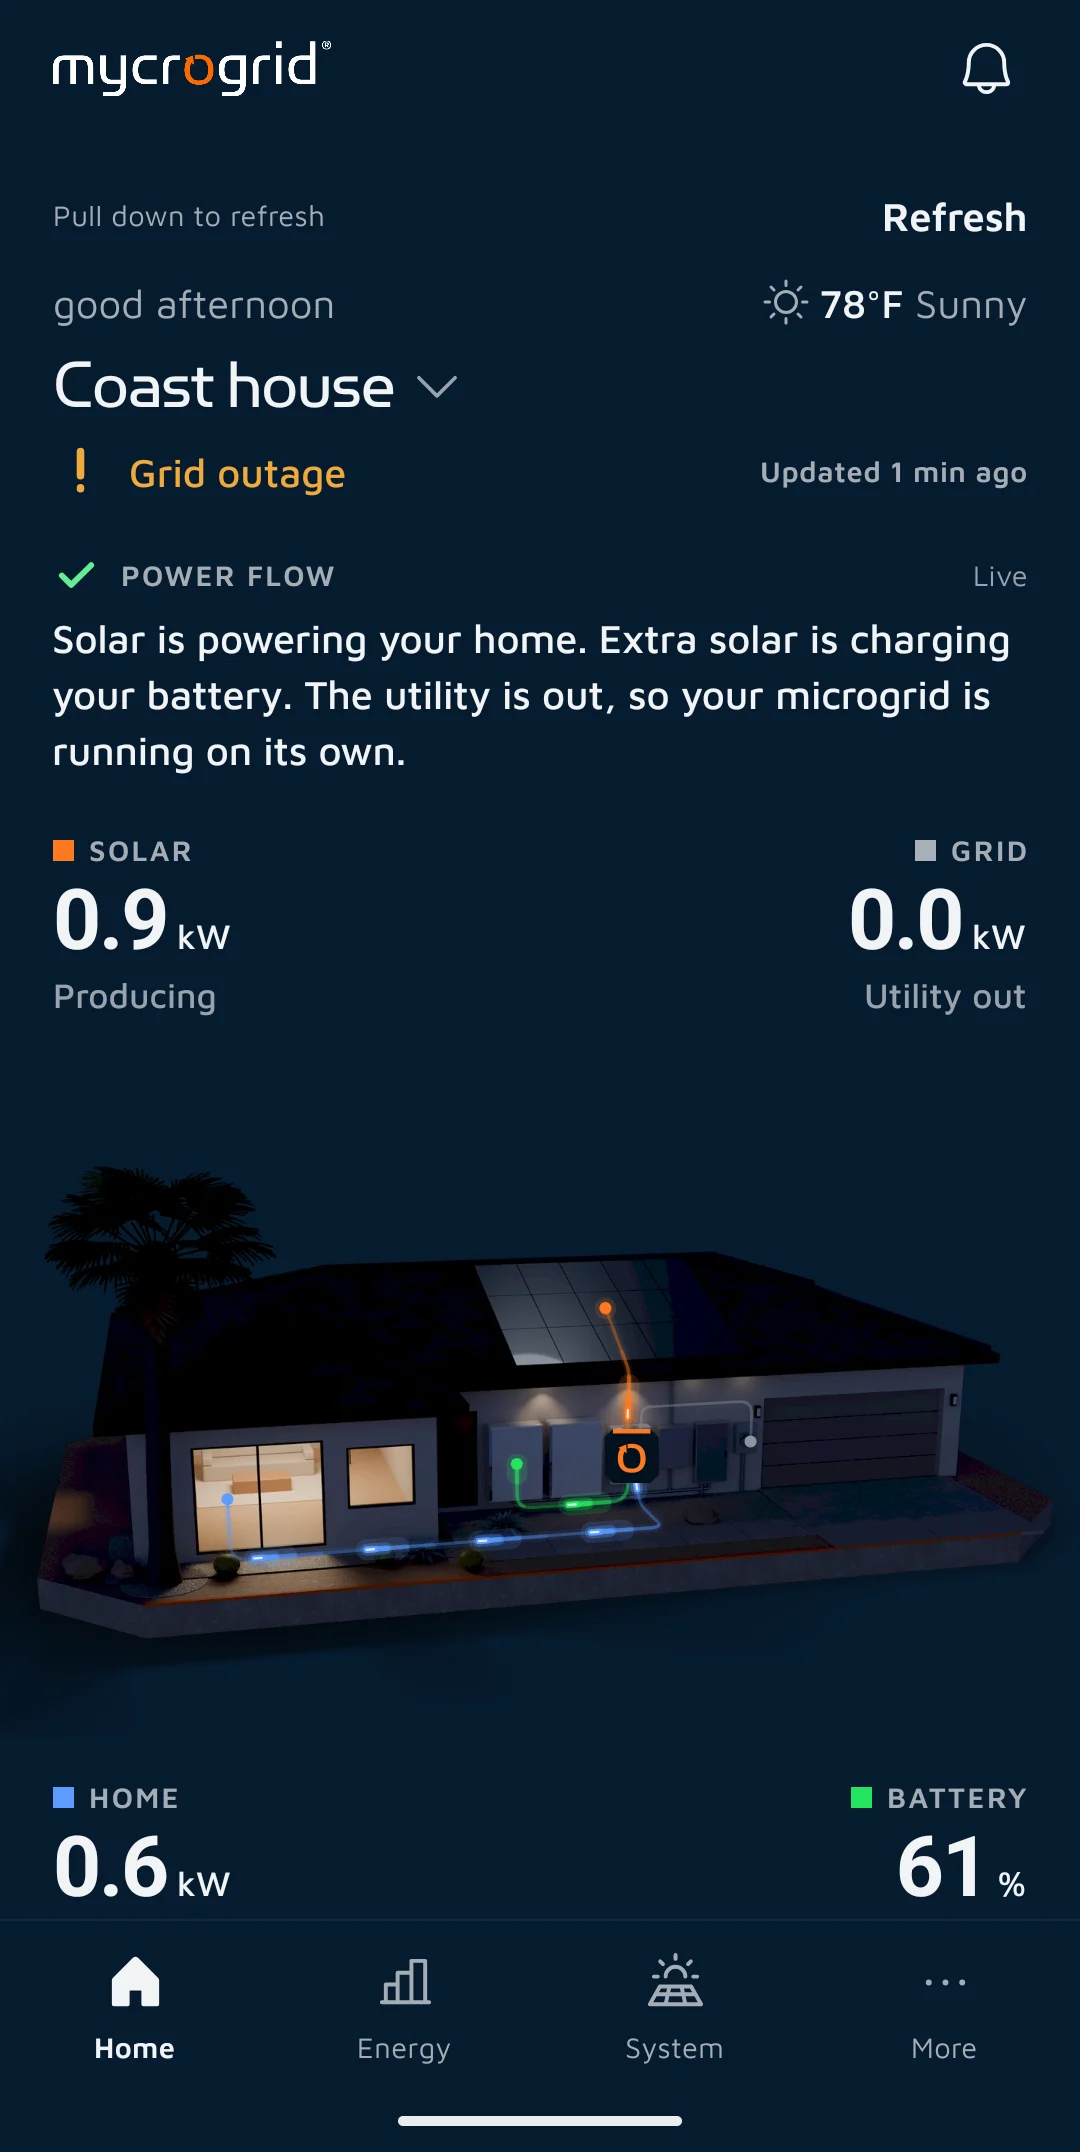 mycrogrid®
Pull down to refresh
Refresh
good afternoon
78°F Sunny
Coast house
Grid outage
Updated 1 min ago
POWER FLOW
Live
Solar is powering your home. Extra solar is charging
your battery. The utility is out, so your microgrid is
running on its own.
SOLAR
GRID
0.9 kW
0.0 kW
Producing
Utility out
HOME
BATTERY
0.6 kW
61 %
Home
Energy
System
More